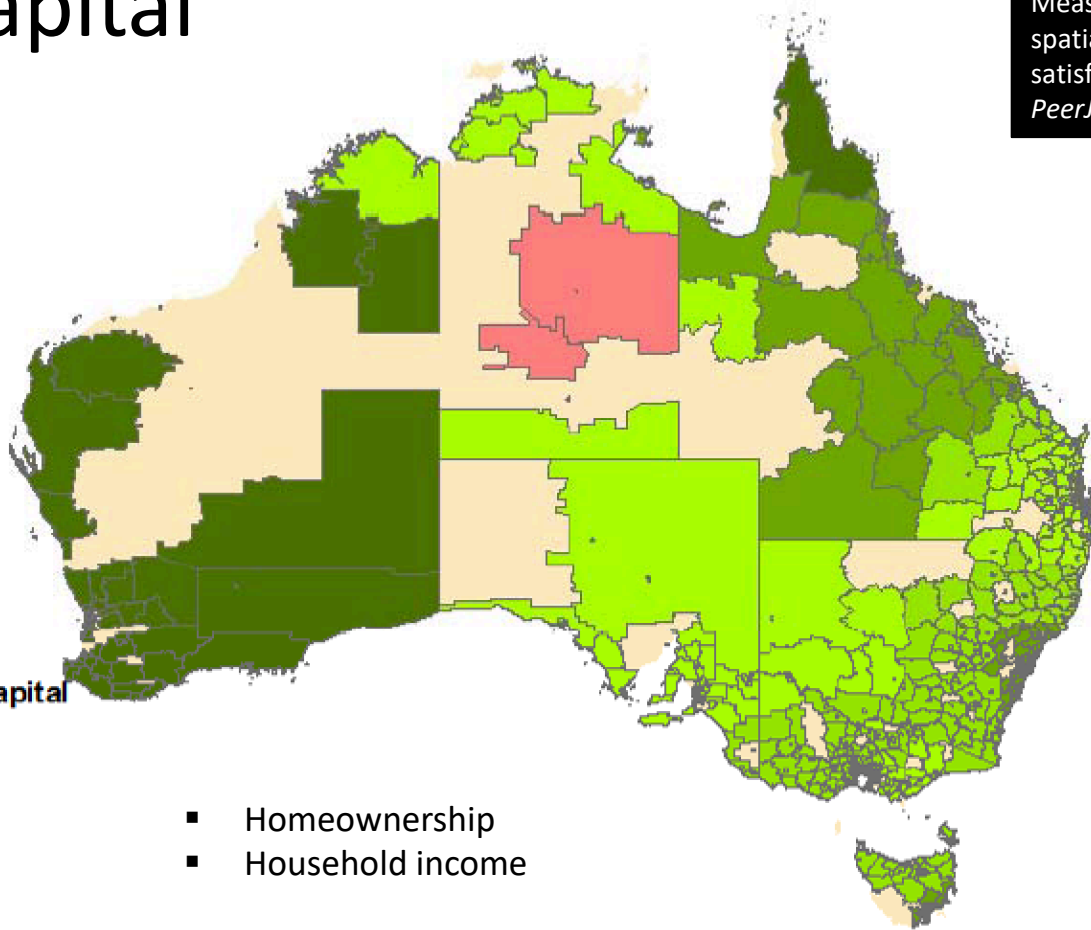 apital
Meas
spatia
satisf
PeerJ
apital
▪ Homeownership
▪ Household income